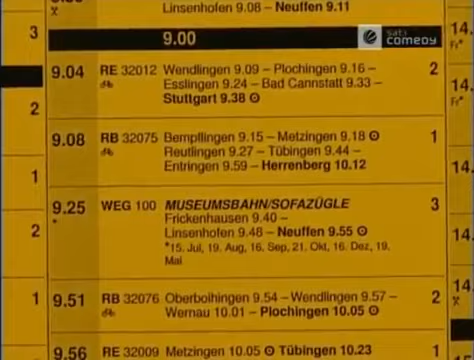 Linsenhofen 9.08 – Neuffen 9.11
3
9.00
sat1
comedy
14.
Fr
9.04 RE 32012 Wendlingen 9.09 – Plochingen 9.16 – 2
Esslingen 9.24 – Bad Cannstatt 9.33 –
Stuttgart 9.38
14.
Fr
2
9.08 RB 32075 Bempflingen 9.15 – Metzingen 9.18 1
Reutlingen 9.27 – Tübingen 9.44 –
Entringen 9.59 – Herrenberg 10.12
14.
1
9.25 WEG 100 MUSEUMSBAHN/SOFAZÜGLE 3
Frickenhausen 9.40 –
Linsenhofen 9.48 – Neuffen 9.55
*15. Jul, 19. Aug, 16. Sep, 21. Okt, 16. Dez, 19.
Mai
2
14.
1
9.51 RB 32076 Oberboihingen 9.54 – Wendlingen 9.57 – 2
Wernau 10.01 – Plochingen 10.05
14.
9.56 RE 32009 Metzingen 10.05 Tübingen 10.23 1